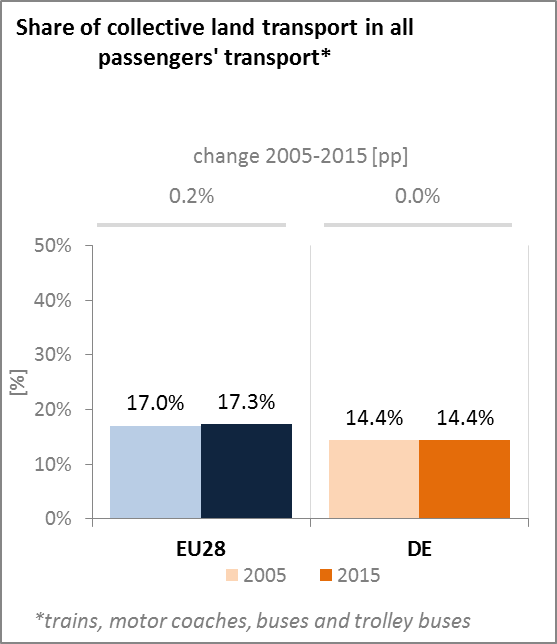 Share of collective land transport in all
passengers' transport*
change 2005-2015 [pp]
0.2% 0.0%
50%
40%
30%
20%
10%
0%
[%]
17.0% 17.3% 14.4% 14.4%
EU28 DE
2005 2015
*trains, motor coaches, buses and trolley buses